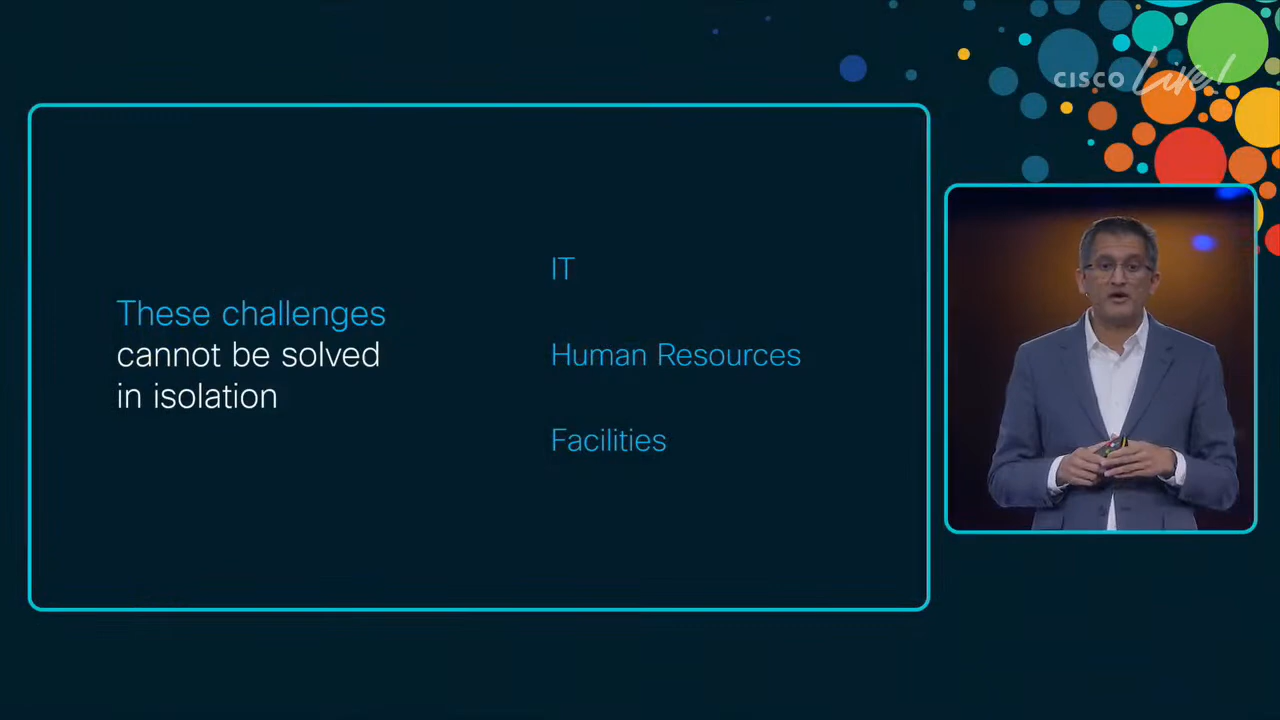 CISCO Live!
These challenges
cannot be solved
in isolation
IT
Human Resources
Facilities